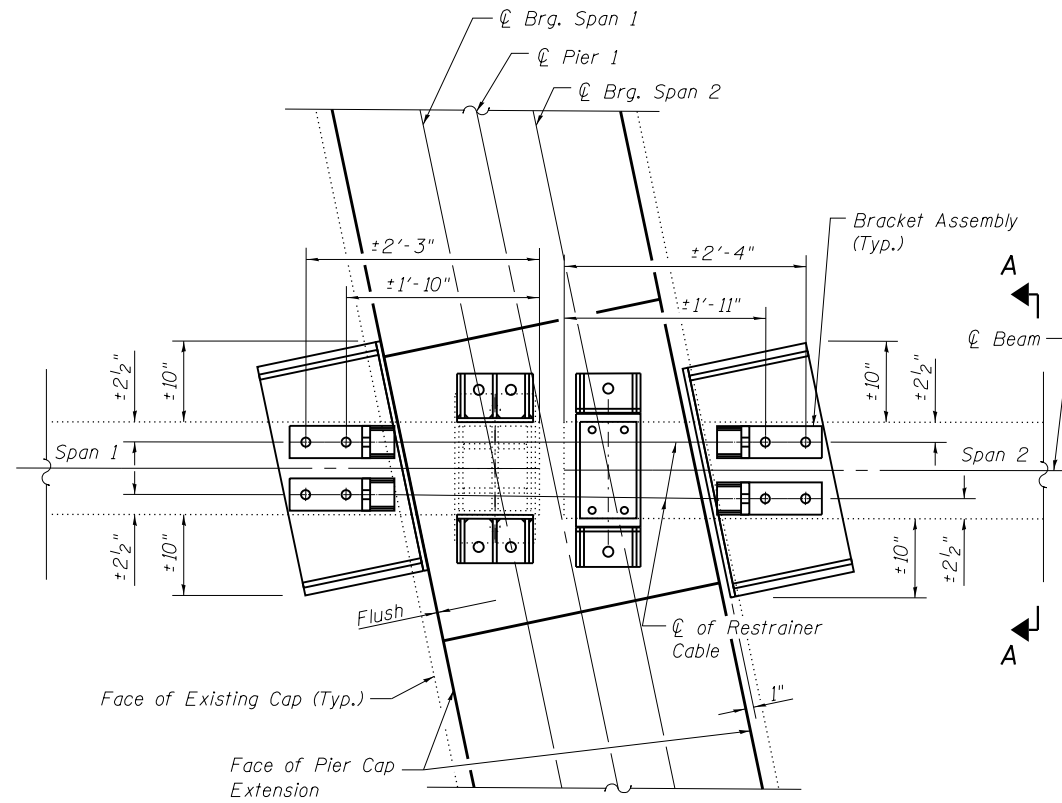 ℄ Brg. Span 1
℄ Pier 1
℄ Brg. Span 2
Bracket Assembly
(Typ.)
±2'-3"
±2'-4"
A
±1'-10"
±1'-11"
℄ Beam
±2½"
±10"
±10"
±2½"
Span 1
Span 2
±2½"
±10"
±10"
±2½"
Flush
℄ of Restrainer
Cable
A
Face of Existing Cap (Typ.)
1"
Face of Pier Cap
Extension